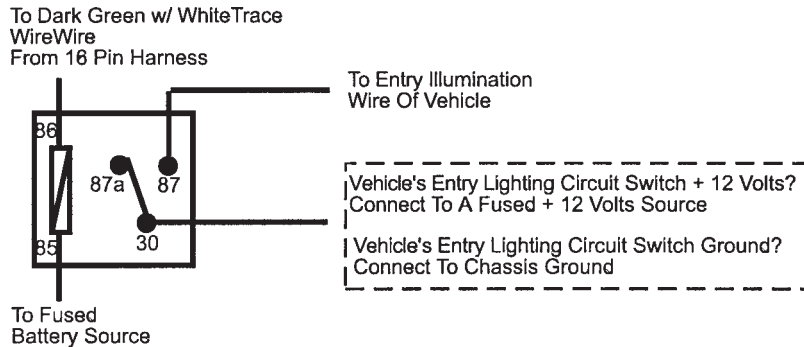 To Dark Green w/ WhiteTrace
WireWire
From 16 Pin Harness
To Entry Illumination
Wire Of Vehicle
86
87a
87
85
30
Vehicle's Entry Lighting Circuit Switch + 12 Volts?
Connect To A Fused + 12 Volts Source
Vehicle's Entry Lighting Circuit Switch Ground?
Connect To Chassis Ground
To Fused
Battery Source